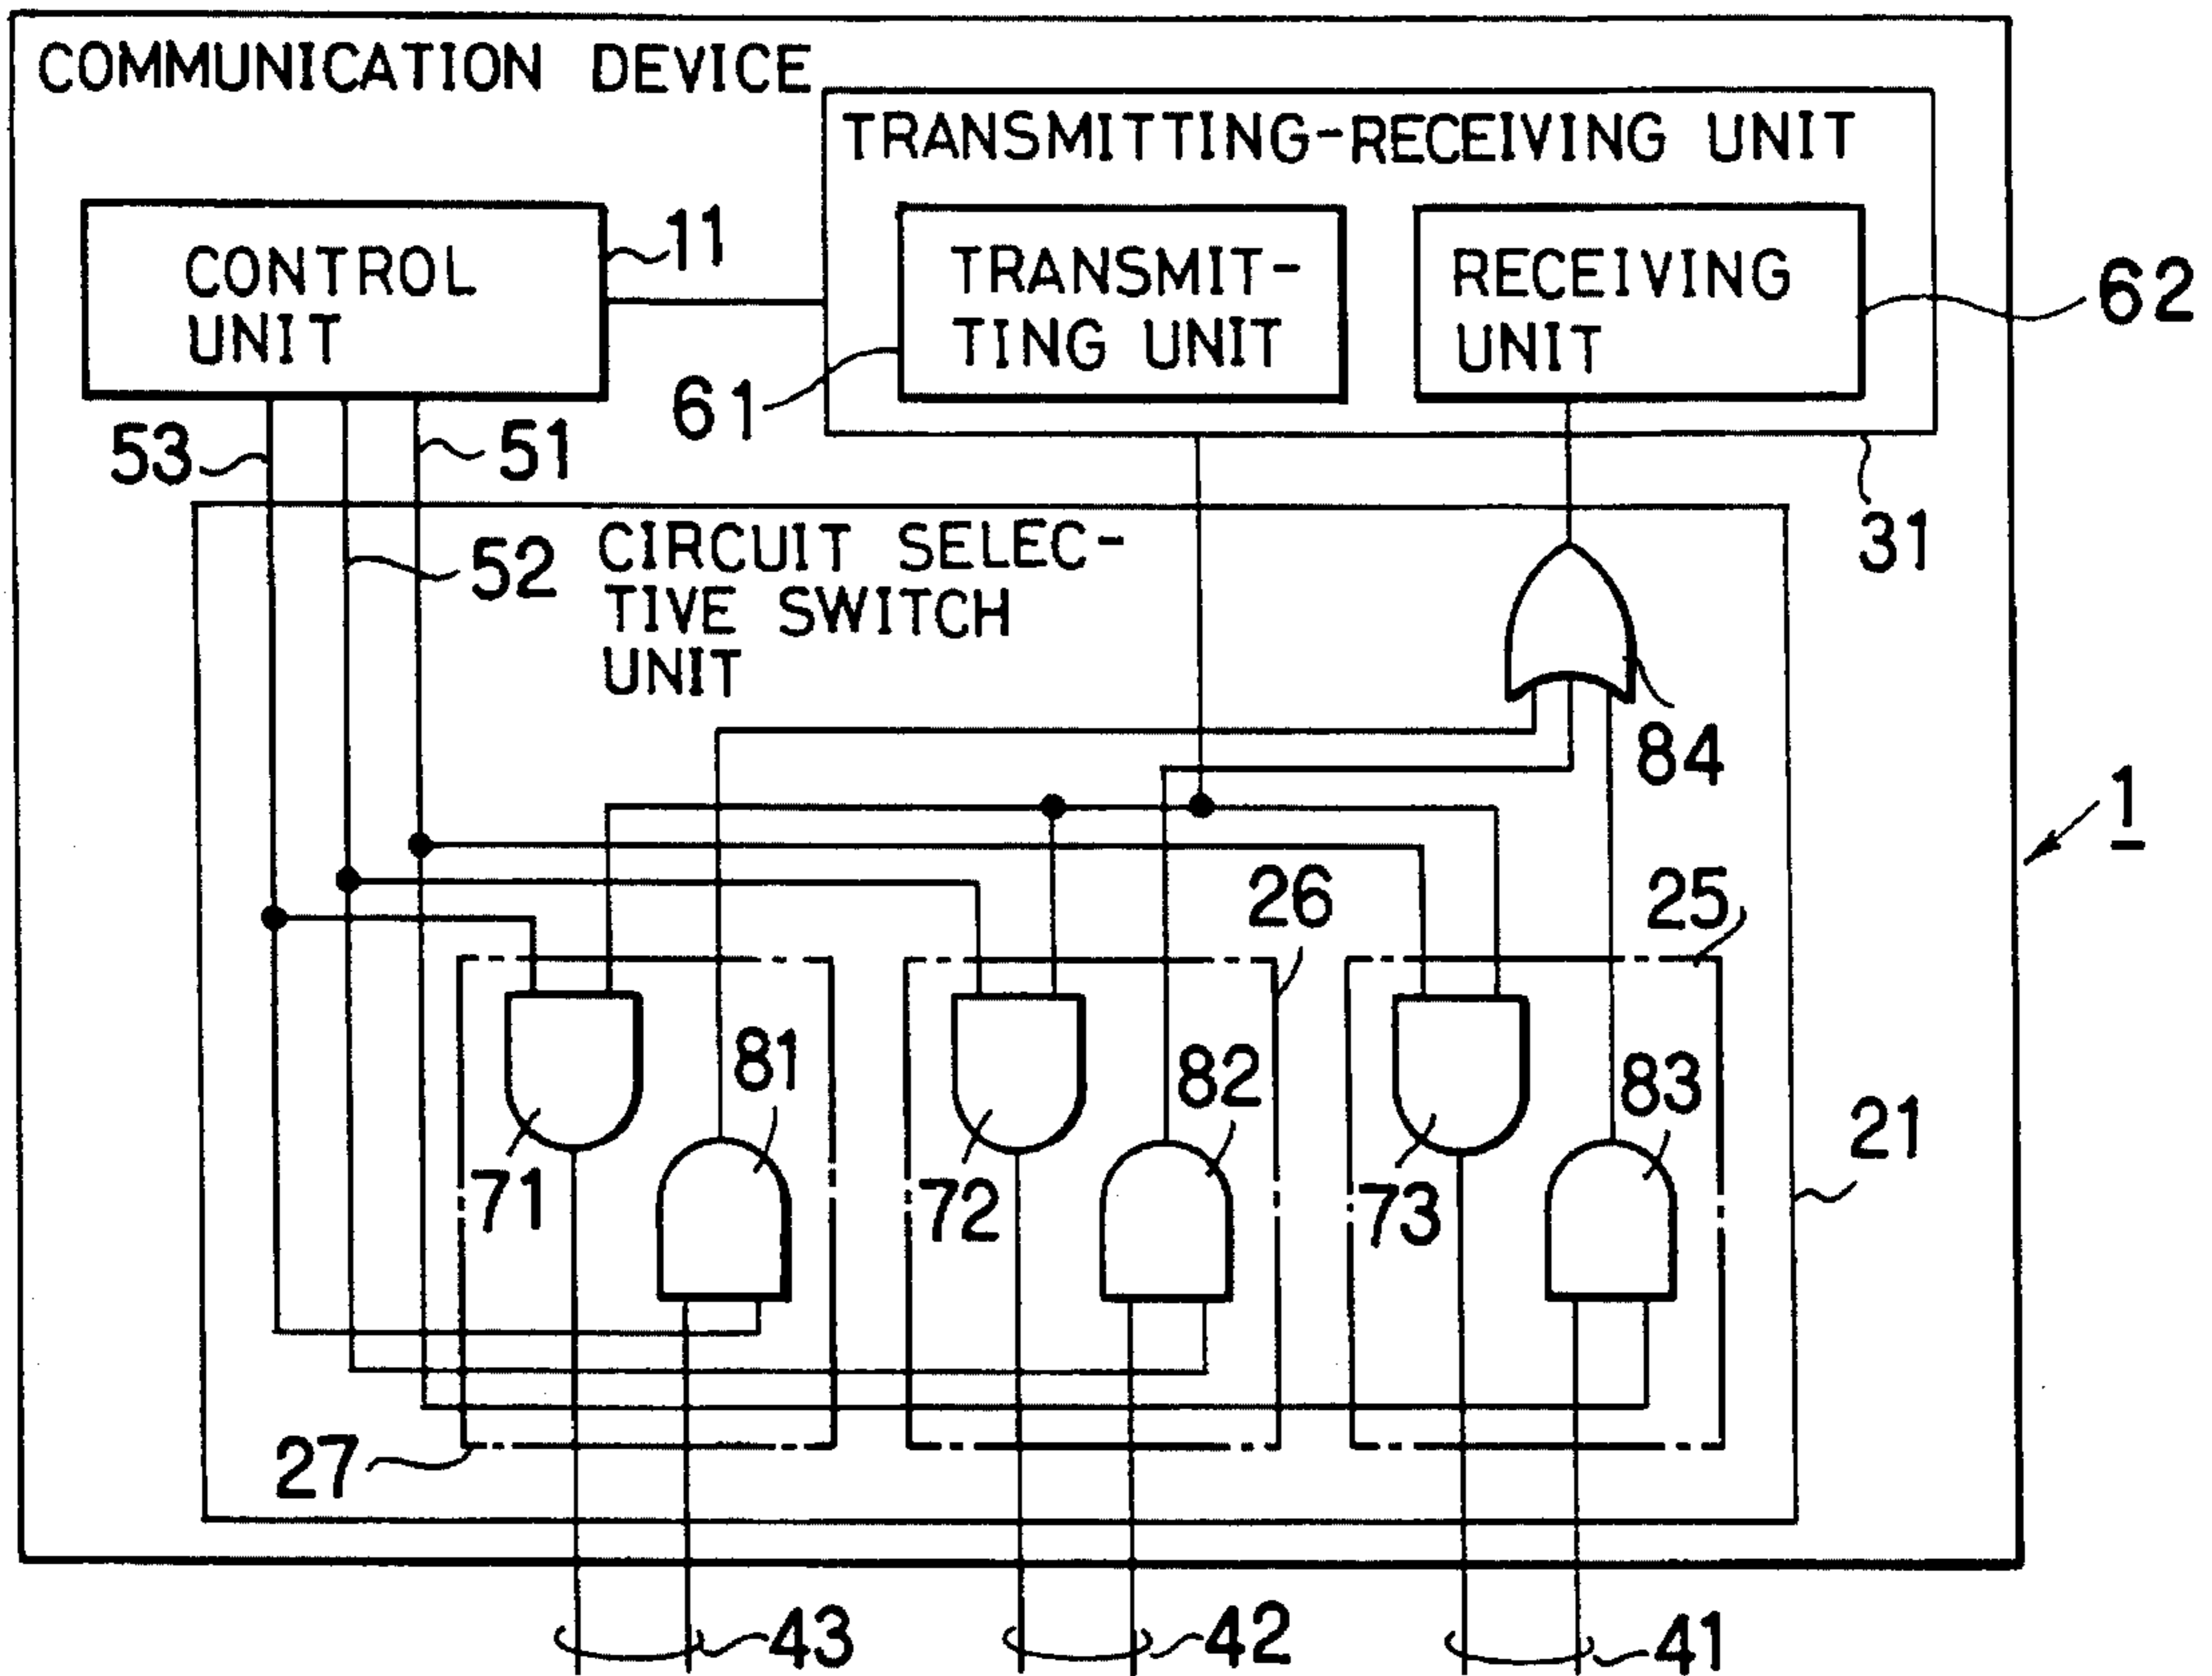 COMMUNICATION DEVICE
TRANSMITTING-RECEIVING UNIT
CONTROL
UNIT
11
TRANSMIT-
TING UNIT
RECEIVING
UNIT
62
61
53
51
31
52
CIRCUIT SELEC-
TIVE SWITCH
UNIT
84
1
26
25
81
82
83
21
71
72
73
27
43
42
41